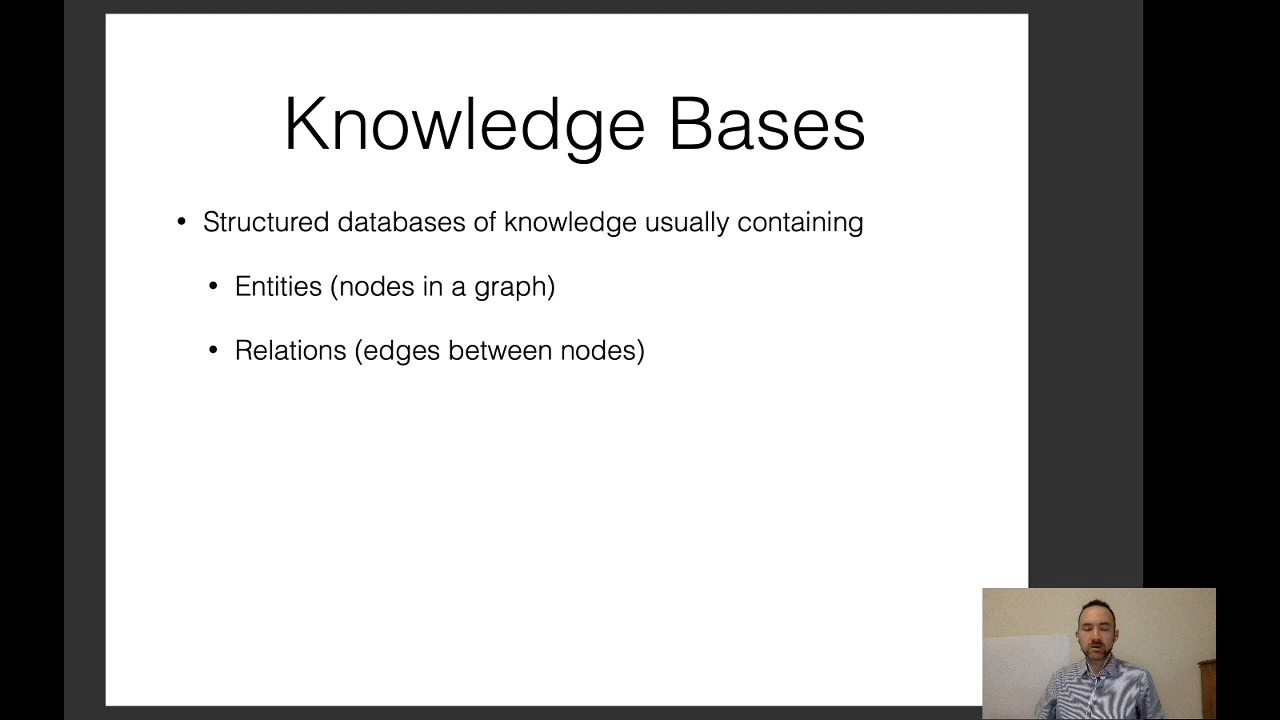 Knowledge Bases
• Structured databases of knowledge usually containing
• Entities (nodes in a graph)
• Relations (edges between nodes)